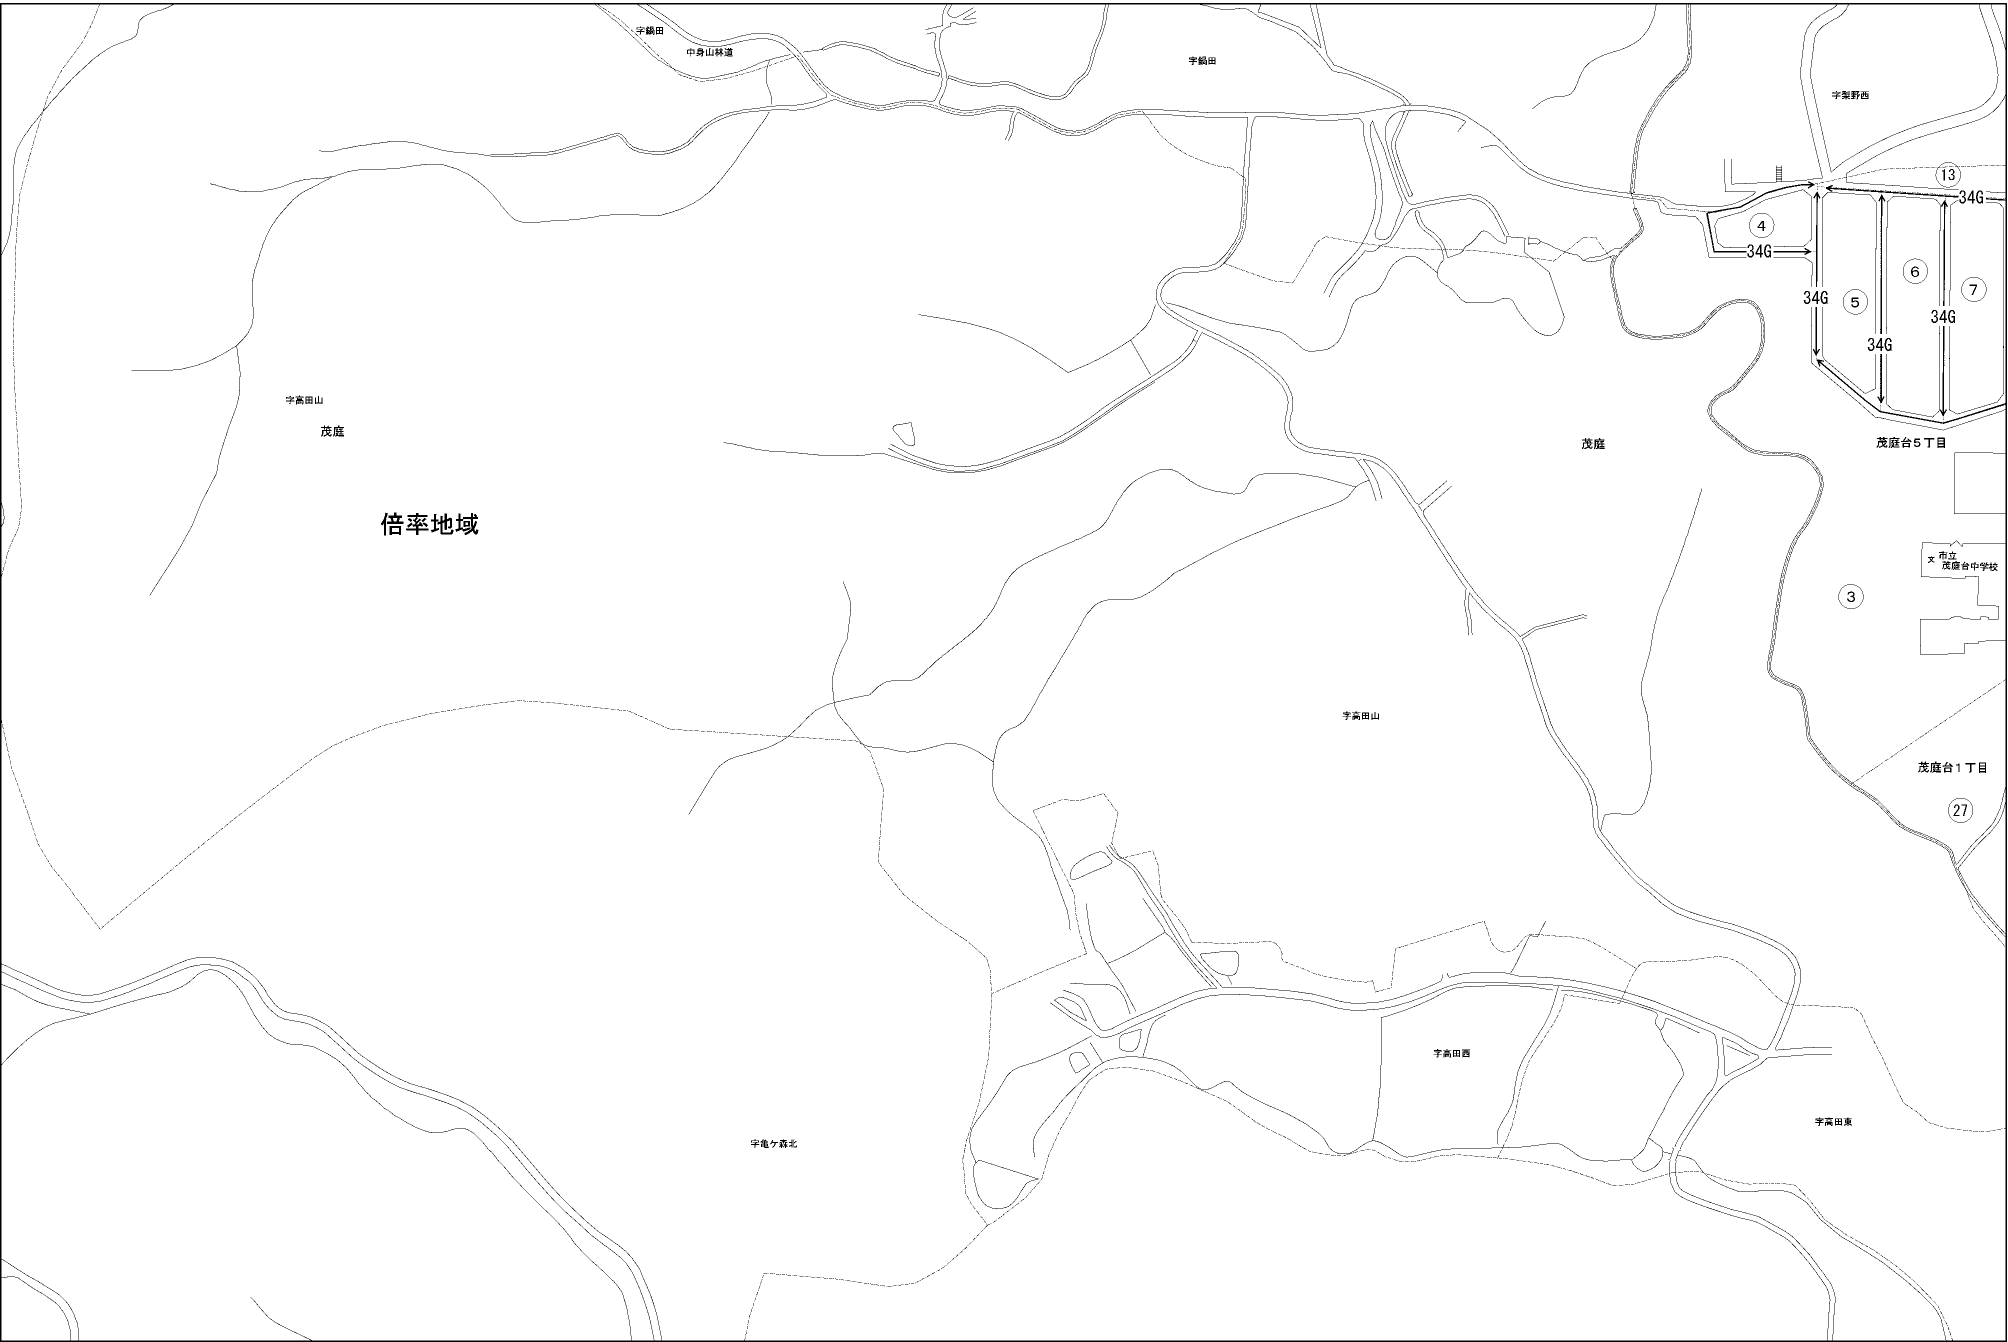 字鍋田
中身山林道
字鍋田
字梨野西
13
34G
4
34G
6
7
34G
5
34G
34G
字高田山
茂庭
茂庭
茂庭台5丁目
倍率地域
文 市立
茂庭台中学校
3
字高田山
茂庭台1丁目
27
字高田西
字高田東
字亀ケ森北